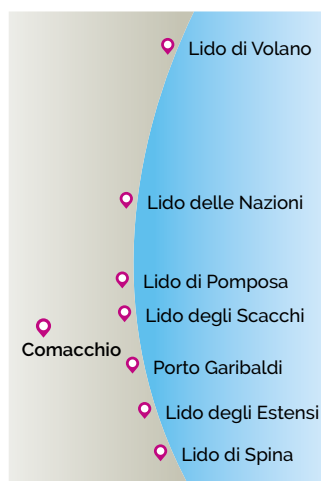 Lido di Volano
Lido delle Nazioni
Lido di Pomposa
Lido degli Scacchi
Comacchio
Porto Garibaldi
Lido degli Estensi
Lido di Spina